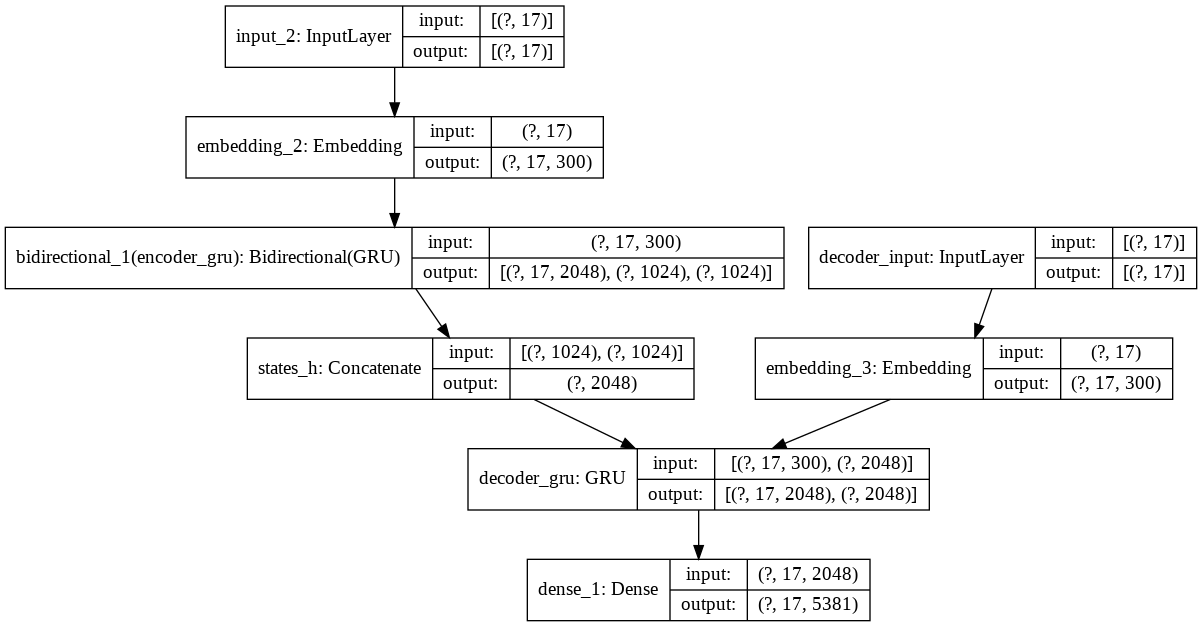 input_2: InputLayer
input: [(?, 17)]
output: [(?, 17)]
embedding_2: Embedding
input: (?, 17)
output: (?, 17, 300)
bidirectional_1(encoder_gru): Bidirectional(GRU)
input: (?, 17, 300)
output: [(?, 17, 2048), (?, 1024), (?, 1024)]
decoder_input: InputLayer
input: [(?, 17)]
output: [(?, 17)]
states_h: Concatenate
input: [(?, 1024), (?, 1024)]
output: (?, 2048)
embedding_3: Embedding
input: (?, 17)
output: (?, 17, 300)
decoder_gru: GRU
input: [(?, 17, 300), (?, 2048)]
output: [(?, 17, 2048), (?, 2048)]
dense_1: Dense
input: (?, 17, 2048)
output: (?, 17, 5381)